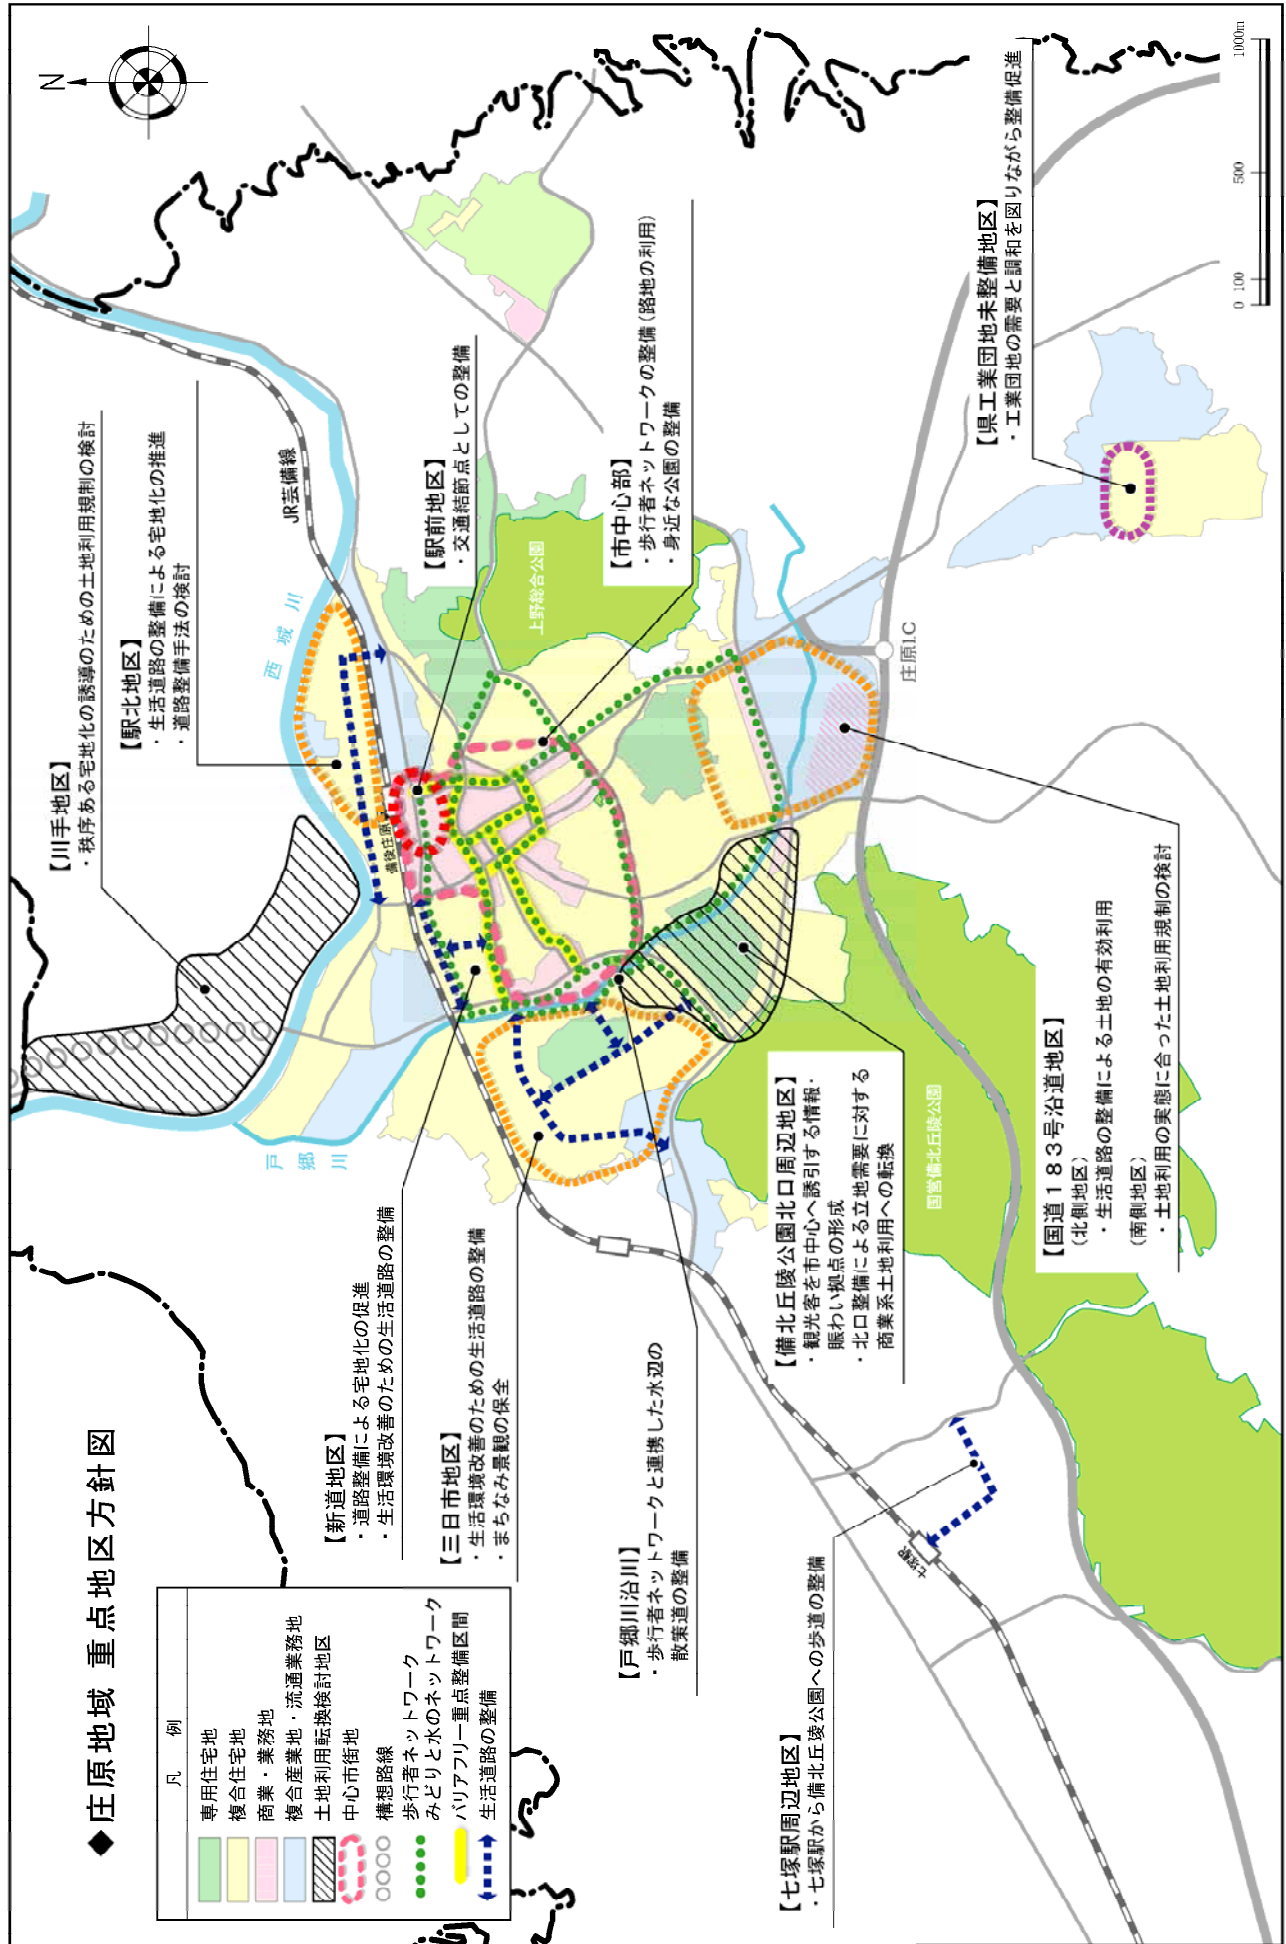 ◆庄原地域 重点地区方針図
凡　例
専用住宅地
複合住宅地
商業・業務地
複合産業地・流通業務地
土地利用転換検討地区
中心市街地
構想路線
歩行者ネットワーク
みどりと水のネットワーク
バリアフリー重点整備区間
生活道路の整備
【川手地区】
・秩序ある宅地化の誘導のための土地利用規制の検討
【駅北地区】
・生活道路の整備による宅地化の推進
・道路整備手法の検討
【駅前地区】
・交通結節点としての整備
【市中心部】
・歩行者ネットワークの整備(路地の利用)
・身近な公園の整備
【県工業団地未整備地区】
・工業団地の需要と調和を図りながら整備促進
【新道地区】
・道路整備による宅地化の促進
・生活環境改善のための生活道路の整備
【三日市地区】
・生活環境改善のための生活道路の整備
・まちなみ景観の保全
【戸郷川沿川】
・歩行者ネットワークと連携した水辺の
散策道の整備
【七塚駅周辺地区】
・七塚駅から備北丘陵公園への歩道の整備
【備北丘陵公園北口周辺地区】
・観光客を市中心へ誘引する情報・
賑わい拠点の形成
・北口整備による立地需要に対する
商業系土地利用への転換
【国道１８３号沿道地区】
(北側地区)
・生活道路の整備による土地の有効利用
(南側地区)
・土地利用の実態に合った土地利用規制の検討
JR芸備線
西城川
戸郷川
備後庄原駅
上野総合公園
庄原I.C
国営備北丘陵公園
七塚駅
N
0 100 500 1000m